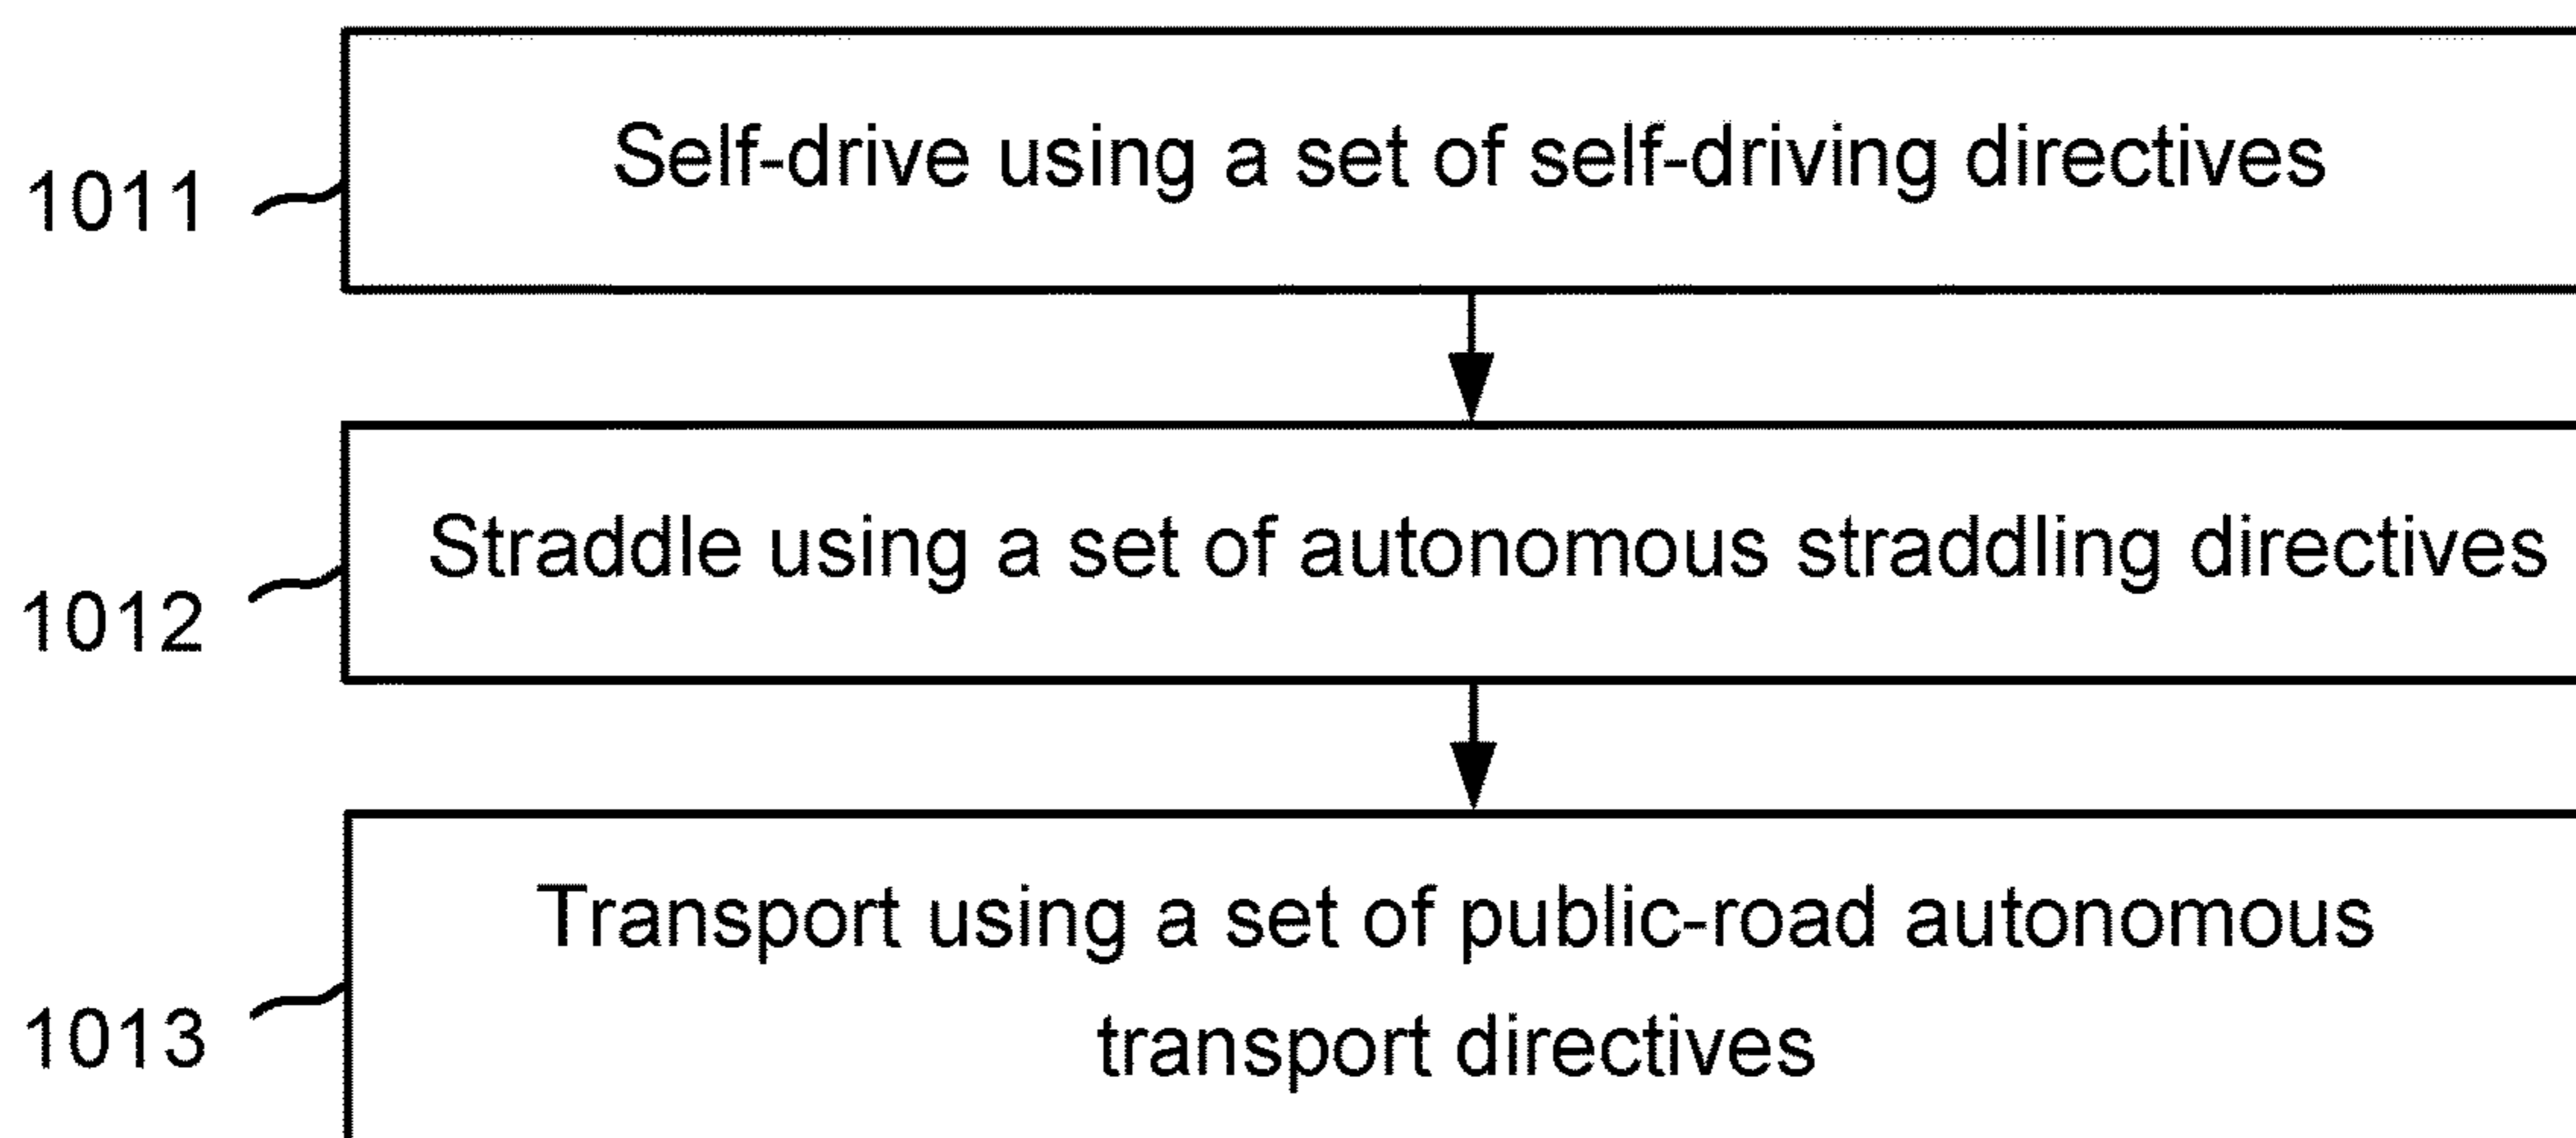 Self-drive using a set of self-driving directives
1011
Straddle using a set of autonomous straddling directives
1012
Transport using a set of public-road autonomous
transport directives
1013